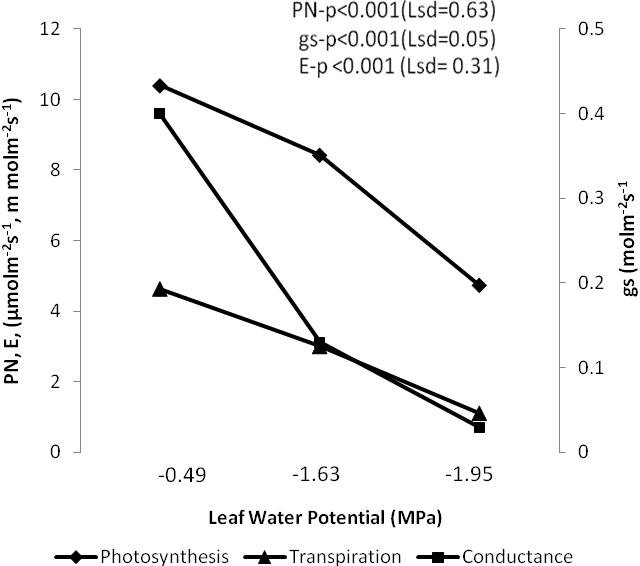 PN-p<0.001(Lsd=0.63)
gs-p<0.001(Lsd=0.05)
E-p <0.001 (Lsd= 0.31)
12
10
8
6
4
2
0
PN, E, (µmolm-2s-1, m molm-2s-1)
0.5
0.4
0.3
0.2
0.1
0
gs (molm-2s-1
-0.49 -1.63 -1.95
Leaf Water Potential (MPa)
Photosynthesis Transpiration Conductance